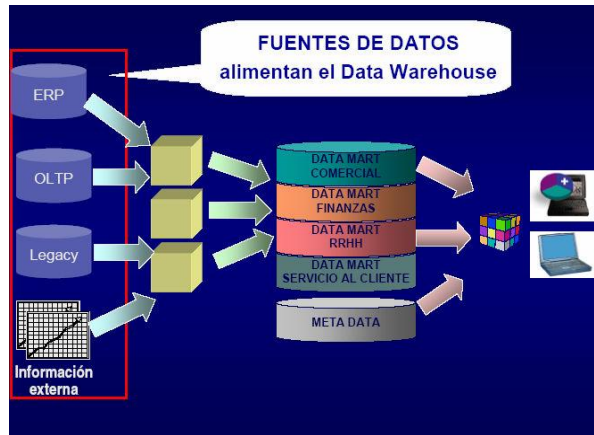 FUENTES DE DATOS
alimentan el Data Warehouse
ERP
OLTP
Legacy
Información
externa
DATA MART
COMERCIAL
DATA MART
FINANZAS
DATA MART
RRHH
DATA MART
SERVICIO AL CLIENTE
META DATA